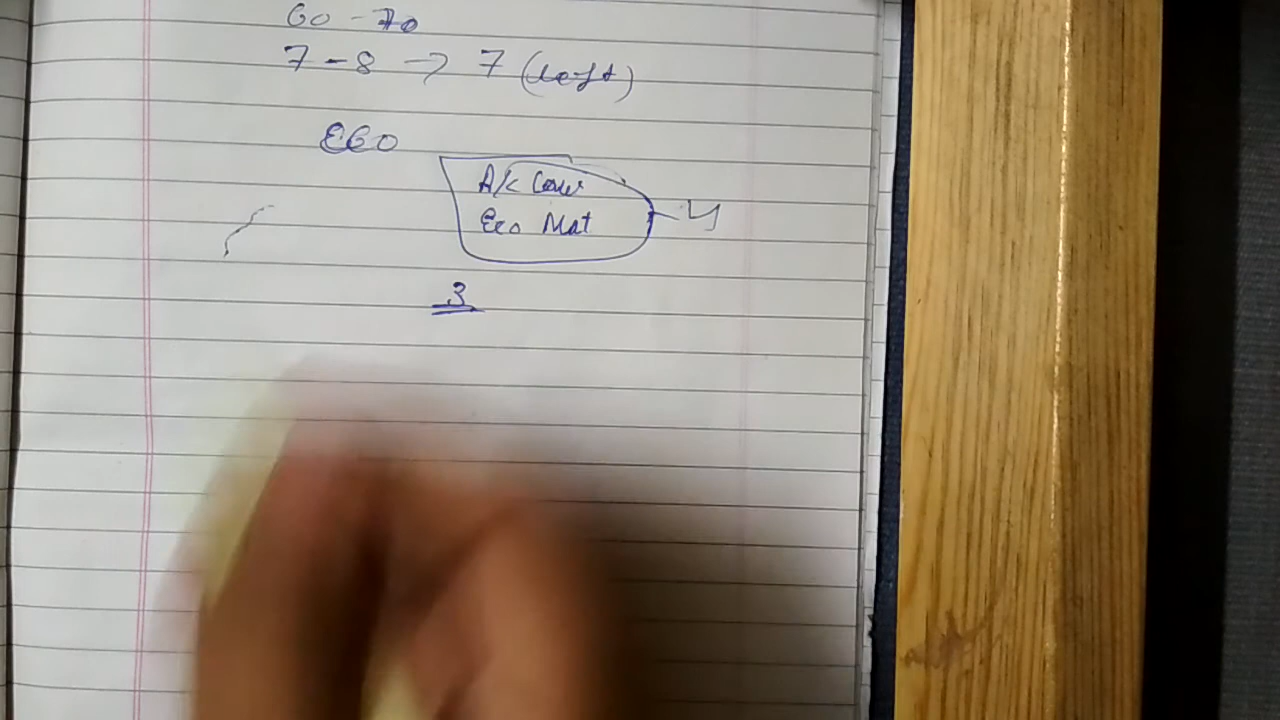 60 - 70
7 - 8 → 7 (left)
ECO
A/c Law
Eco Mat - 4
3